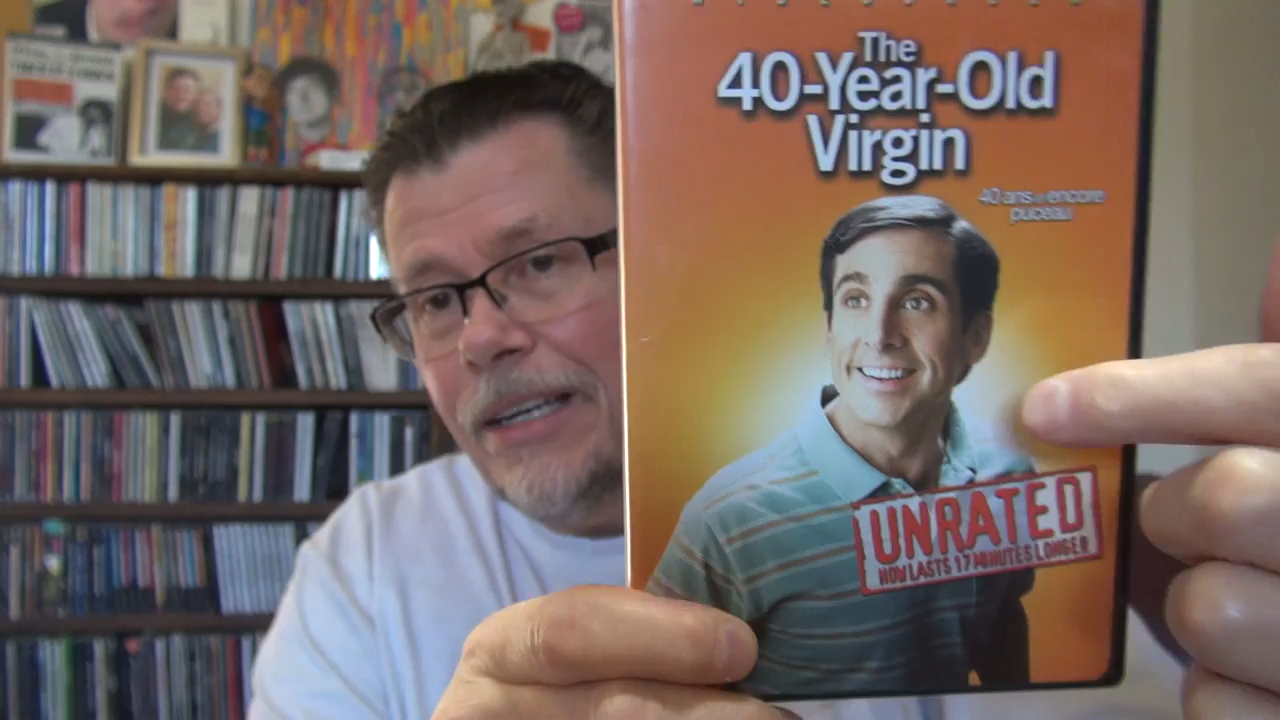 The
40-Year-Old
Virgin
40 ans et encore
puceau
UNRATED
NOW LASTS 17 MINUTES LONGER